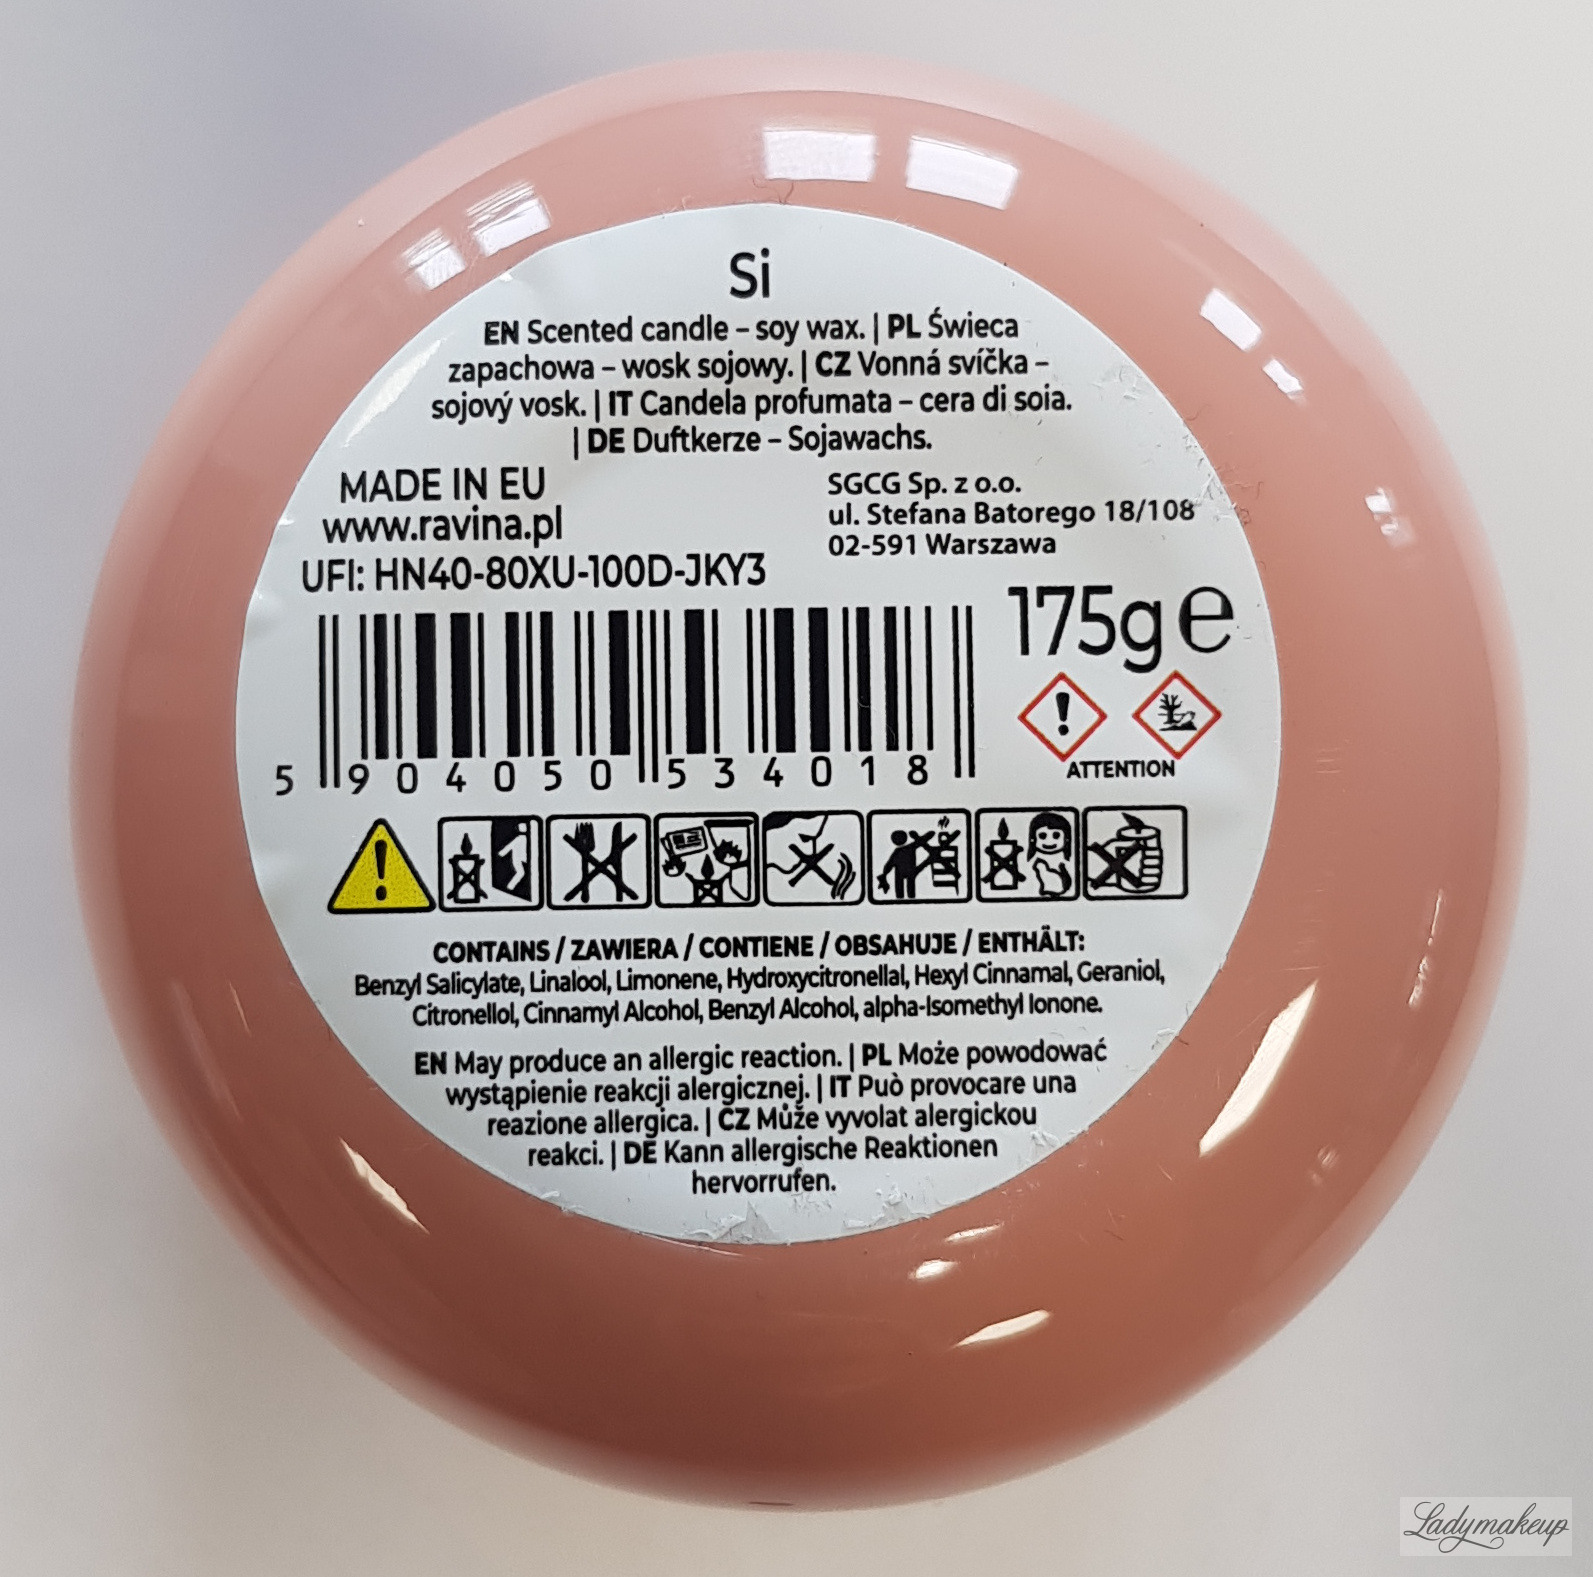 Si
EN Scented candle – soy wax. | PL Świeca
zapachowa – wosk sojowy. | CZ Vonná svíčka –
sojový vosk. | IT Candela profumata – cera di soia.
| DE Duftkerze – Sojawachs.
MADE IN EU
www.ravina.pl
UFI: HN40-80XU-100D-JKY3
SGCG Sp. z o.o.
ul. Stefana Batorego 18/108
02-591 Warszawa
175g e
5 904050 534018
ATTENTION
CONTAINS / ZAWIERA / CONTIENE / OBSAHUJE / ENTHÄLT:
Benzyl Salicylate, Linalool, Limonene, Hydroxycitronellal, Hexyl Cinnamal, Geraniol,
Citronellol, Cinnamyl Alcohol, Benzyl Alcohol, alpha-Isomethyl Ionone.
EN May produce an allergic reaction. | PL Może powodować
wystąpienie reakcji alergicznej. | IT Può provocare una
reazione allergica. | CZ Může vyvolat alergickou
reakci. | DE Kann allergische Reaktionen
hervorrufen.
Ladymakeup